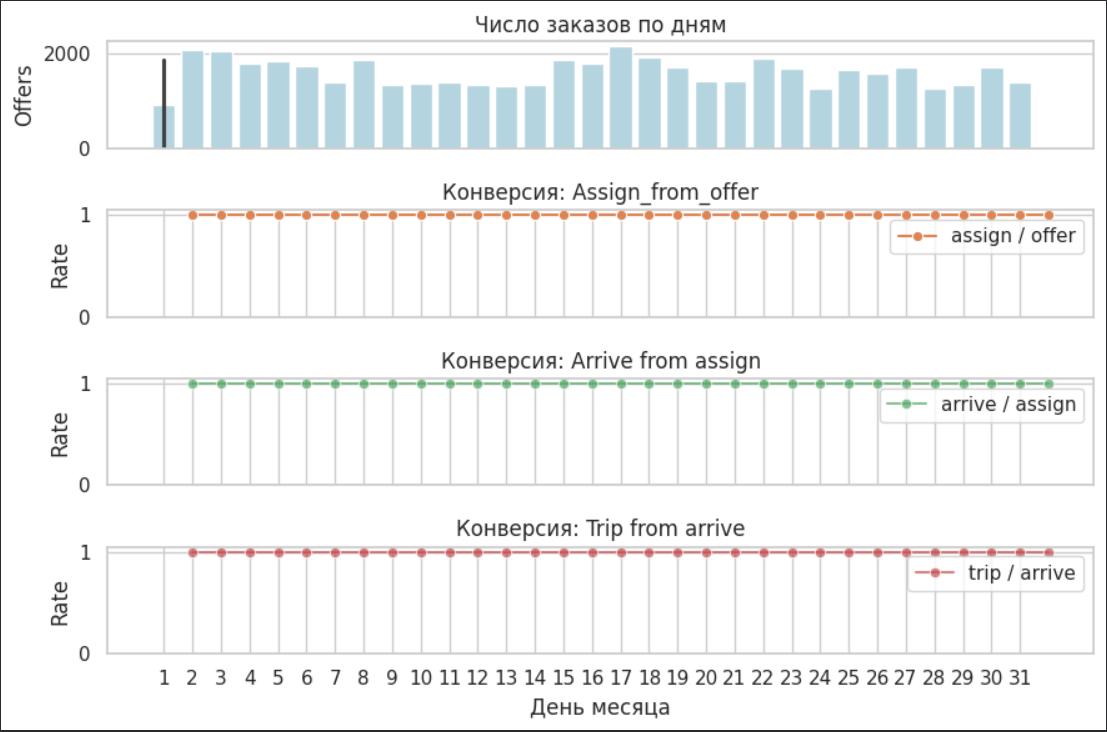 Число заказов по дням
2000
Offers
0
Конверсия: Assign_from_offer
1
assign / offer
Rate
0
Конверсия: Arrive from assign
1
arrive / assign
Rate
0
Конверсия: Trip from arrive
1
trip / arrive
Rate
0
1 2 3 4 5 6 7 8 9 10 11 12 13 14 15 16 17 18 19 20 21 22 23 24 25 26 27 28 29 30 31
День месяца